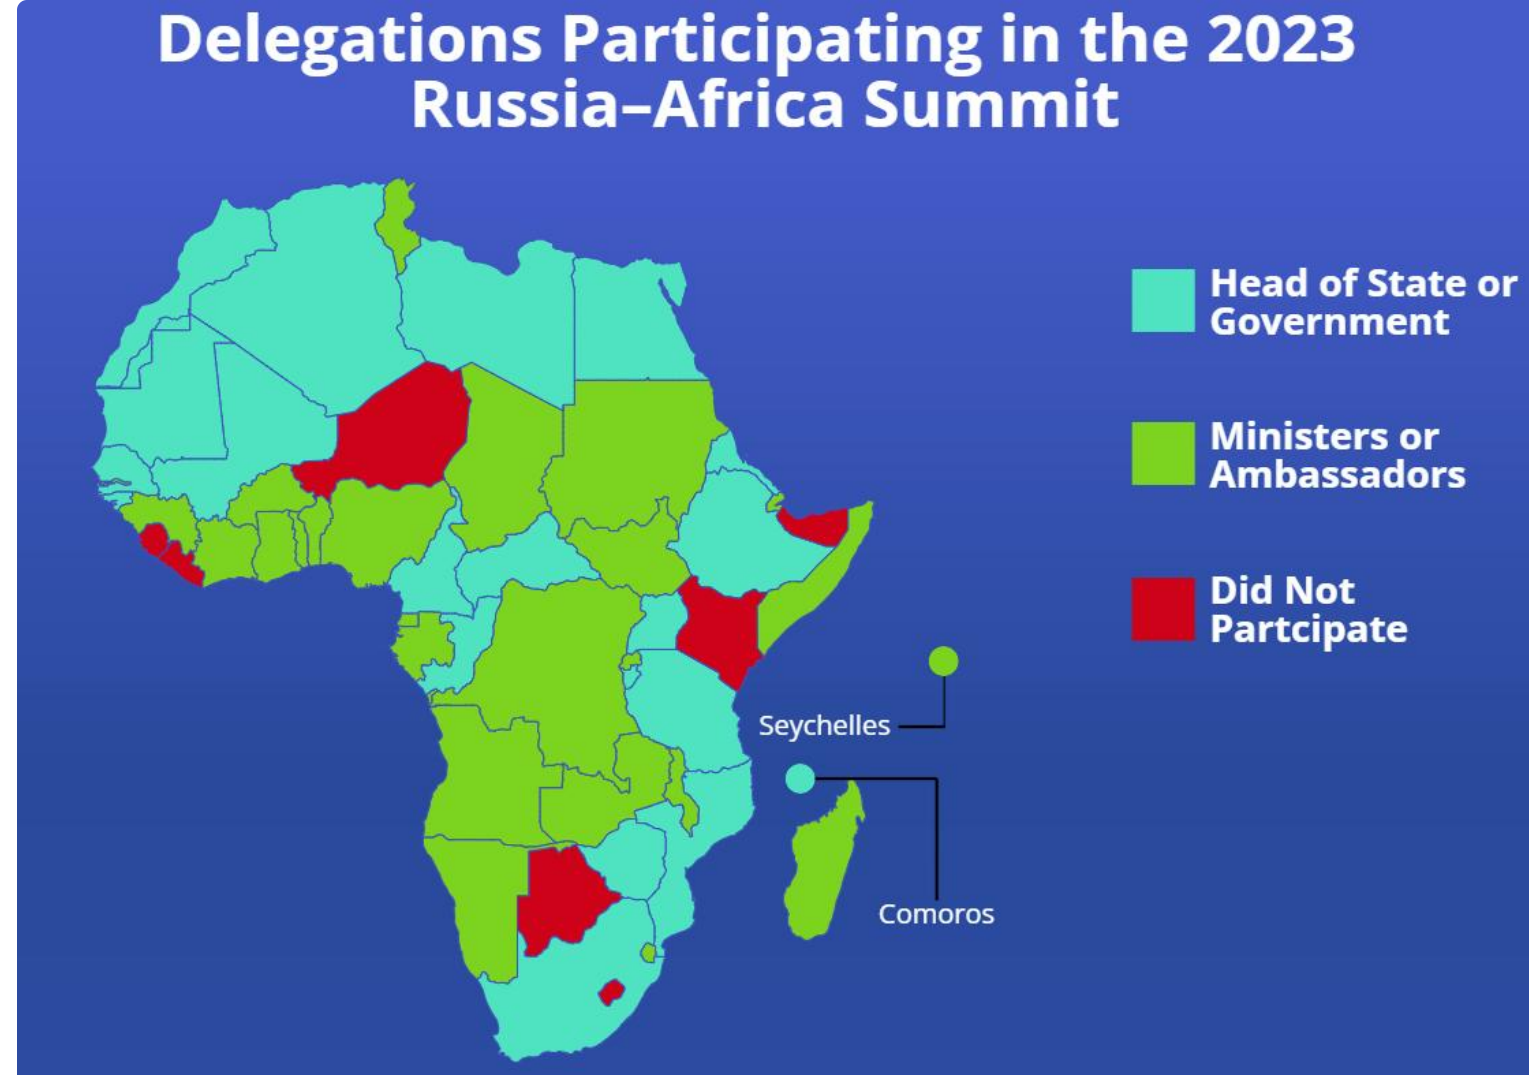 Delegations Participating in the 2023
Russia–Africa Summit
Head of State or
Government
Ministers or
Ambassadors
Did Not
Partcipate
Seychelles
Comoros